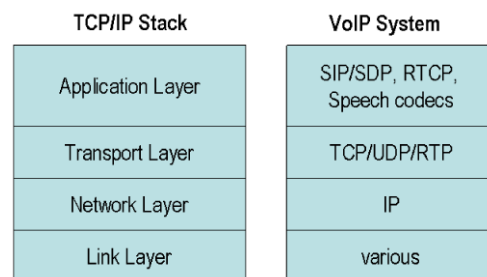 TCP/IP Stack
Application Layer
Transport Layer
Network Layer
Link Layer
VoIP System
SIP/SDP, RTCP,
Speech codecs
TCP/UDP/RTP
IP
various